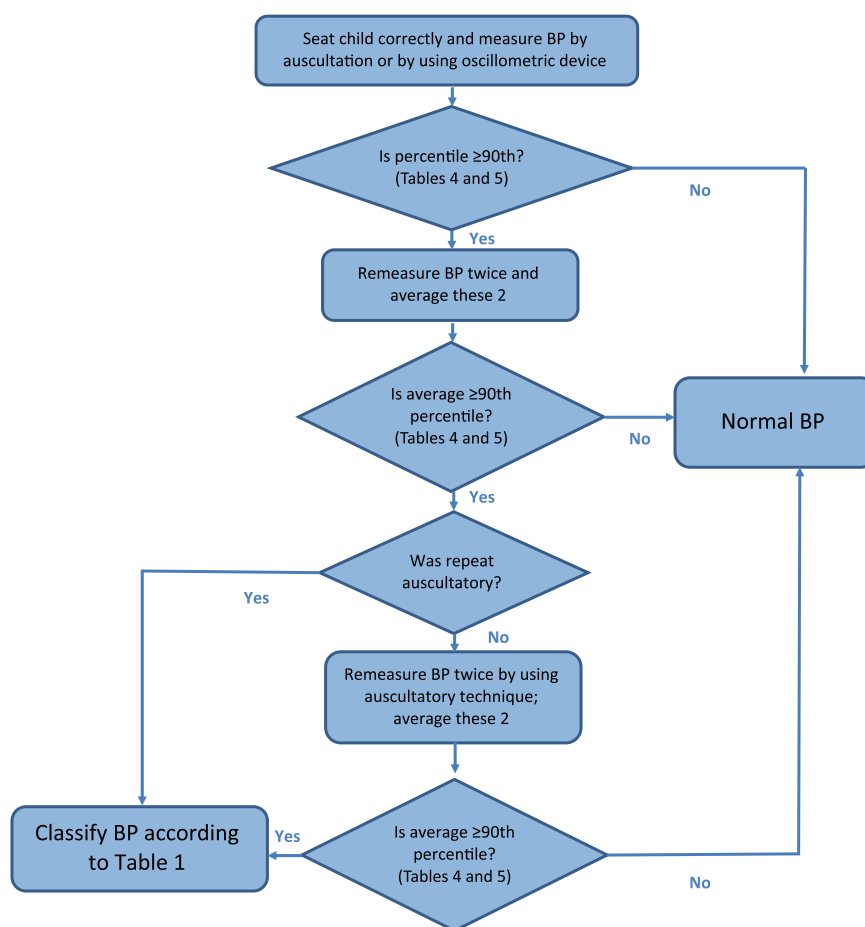 Seat child correctly and measure BP by
auscultation or by using oscillometric device
Is percentile ≥90th?
(Tables 4 and 5)
No
Yes
Remeasure BP twice and
average these 2
Is average ≥90th
percentile?
(Tables 4 and 5)
No
Normal BP
Yes
Was repeat
auscultatory?
Yes
No
Remeasure BP twice by using
auscultatory technique;
average these 2
Classify BP according
to Table 1
Yes
Is average ≥90th
percentile?
(Tables 4 and 5)
No